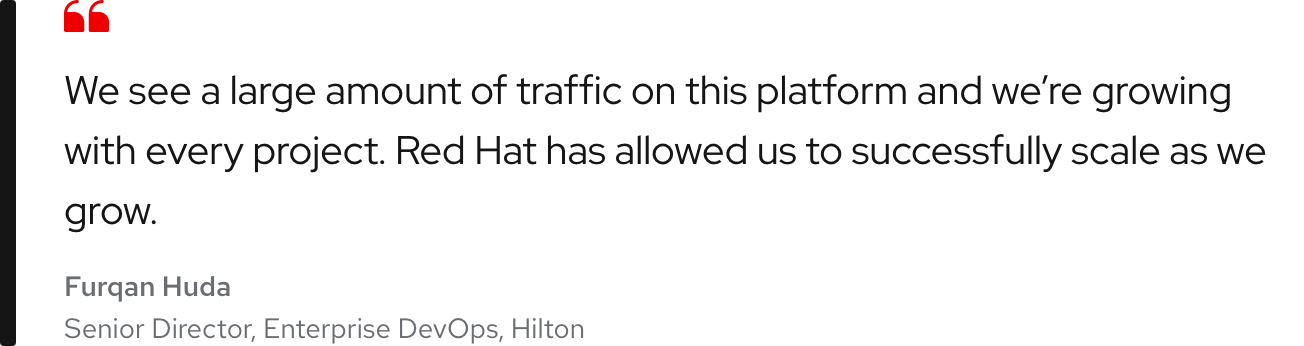 “
We see a large amount of traffic on this platform and we’re growing
with every project. Red Hat has allowed us to successfully scale as we
grow.
Furqan Huda
Senior Director, Enterprise DevOps, Hilton